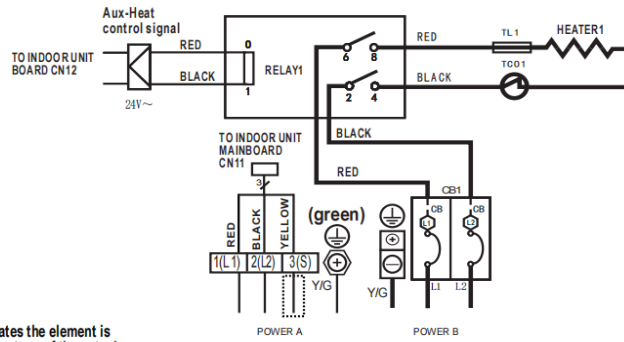 Aux-Heat
control signal
TO INDOOR UNIT
BOARD CN12
RED
BLACK
24V～
0
1
RELAY1
6 8
2 4
RED
TL1
HEATER1
BLACK
TCO1
TO INDOOR UNIT
MAINBOARD
CN11
3
BLACK
RED
RED
BLACK
YELLOW
(green)
1(L1) 2(L2) 3(S)
Y/G
Y/G
CB1
CB CB
L1 L2
L1 L2
POWER A
POWER B
ates the element is